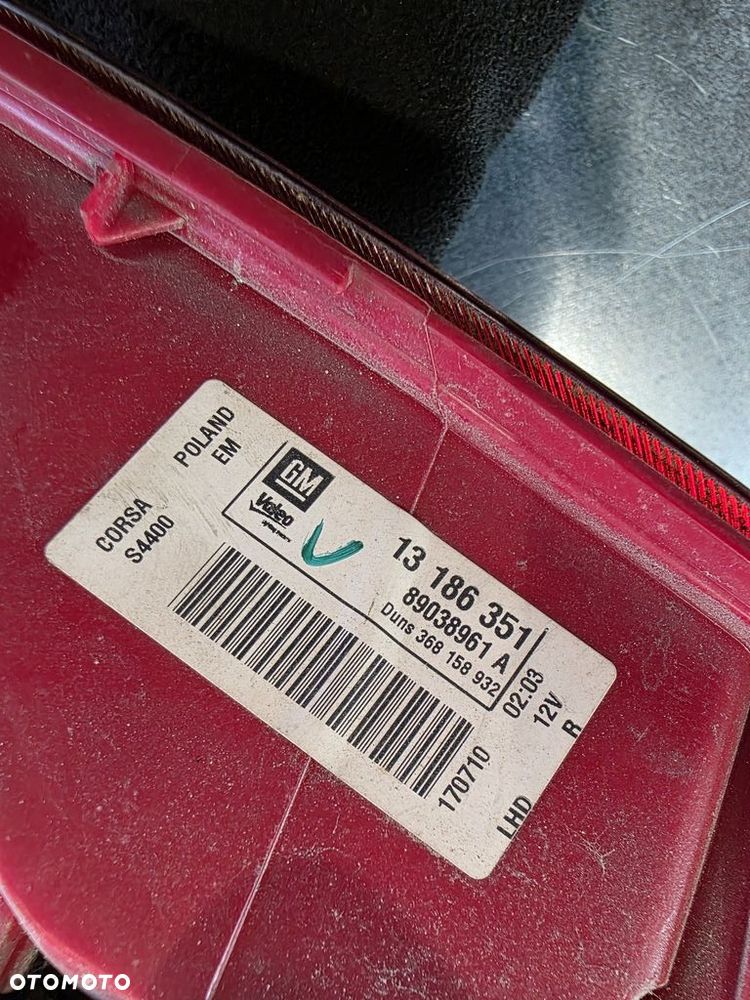 CORSA
S4400
POLAND
EM
GM
Valeo
13 186 351
89038961 A
Duns 368 158 932
02:03
12V
R
170710
LHD
OTOMOTO